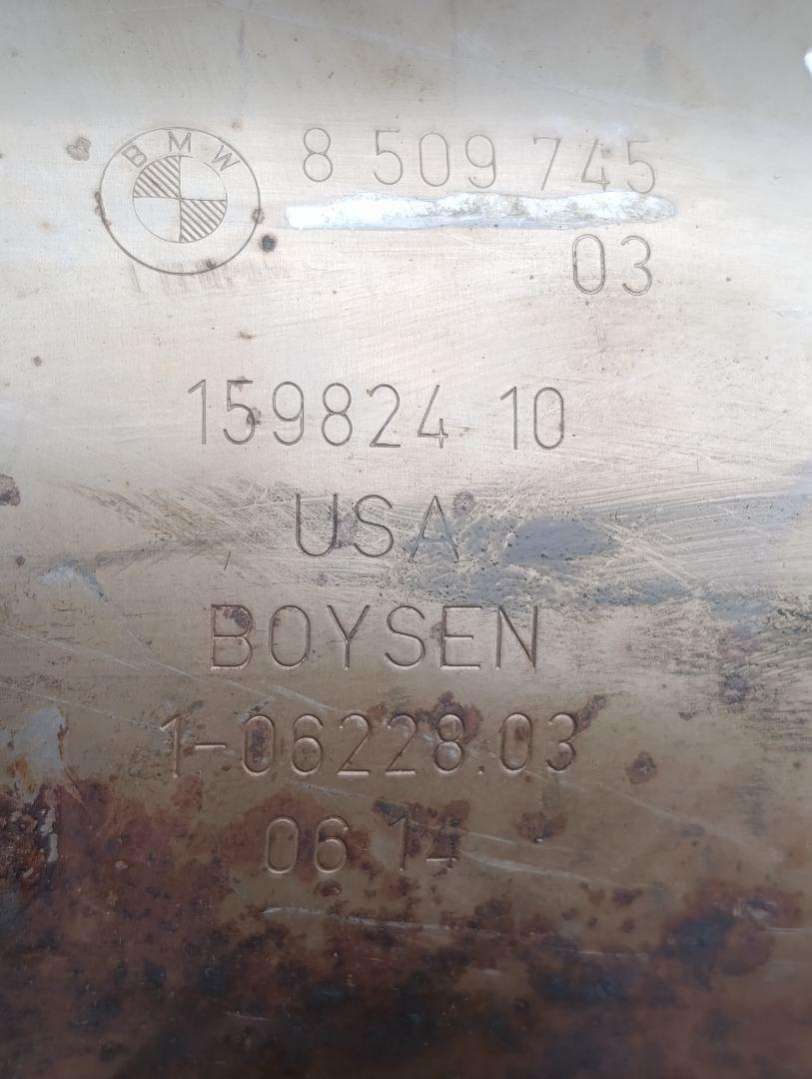 BMW 8 509 745
03
159824 10
USA
BOYSEN
1-06228.03
06 14